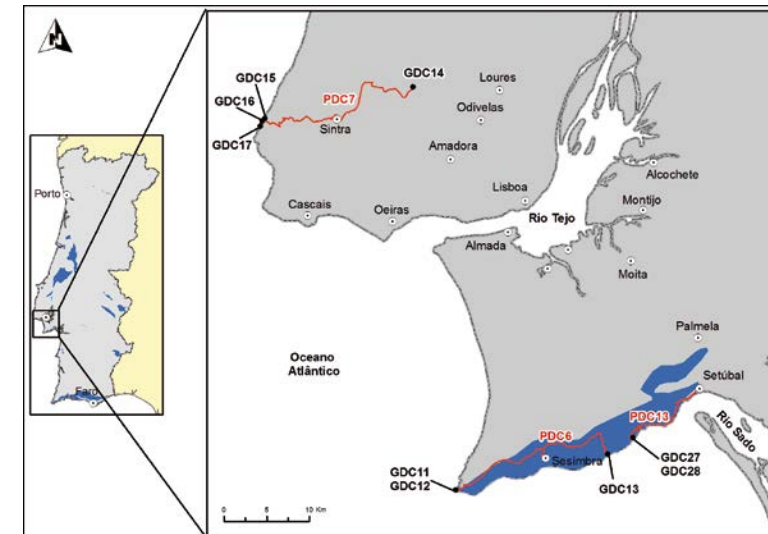 N
GDC14
GDC15
GDC16
GDC17
PDC7
Sintra
Loures
Odivelas
Amadora
Lisboa
Cascais
Oeiras
Rio Tejo
Alcochete
Montijo
Almada
Moita
Porto
Faro
Oceano
Atlântico
Palmela
Setúbal
Rio Sado
PDC13
PDC6
Sesimbra
GDC27
GDC28
GDC11
GDC12
GDC13
0 5 10 Km